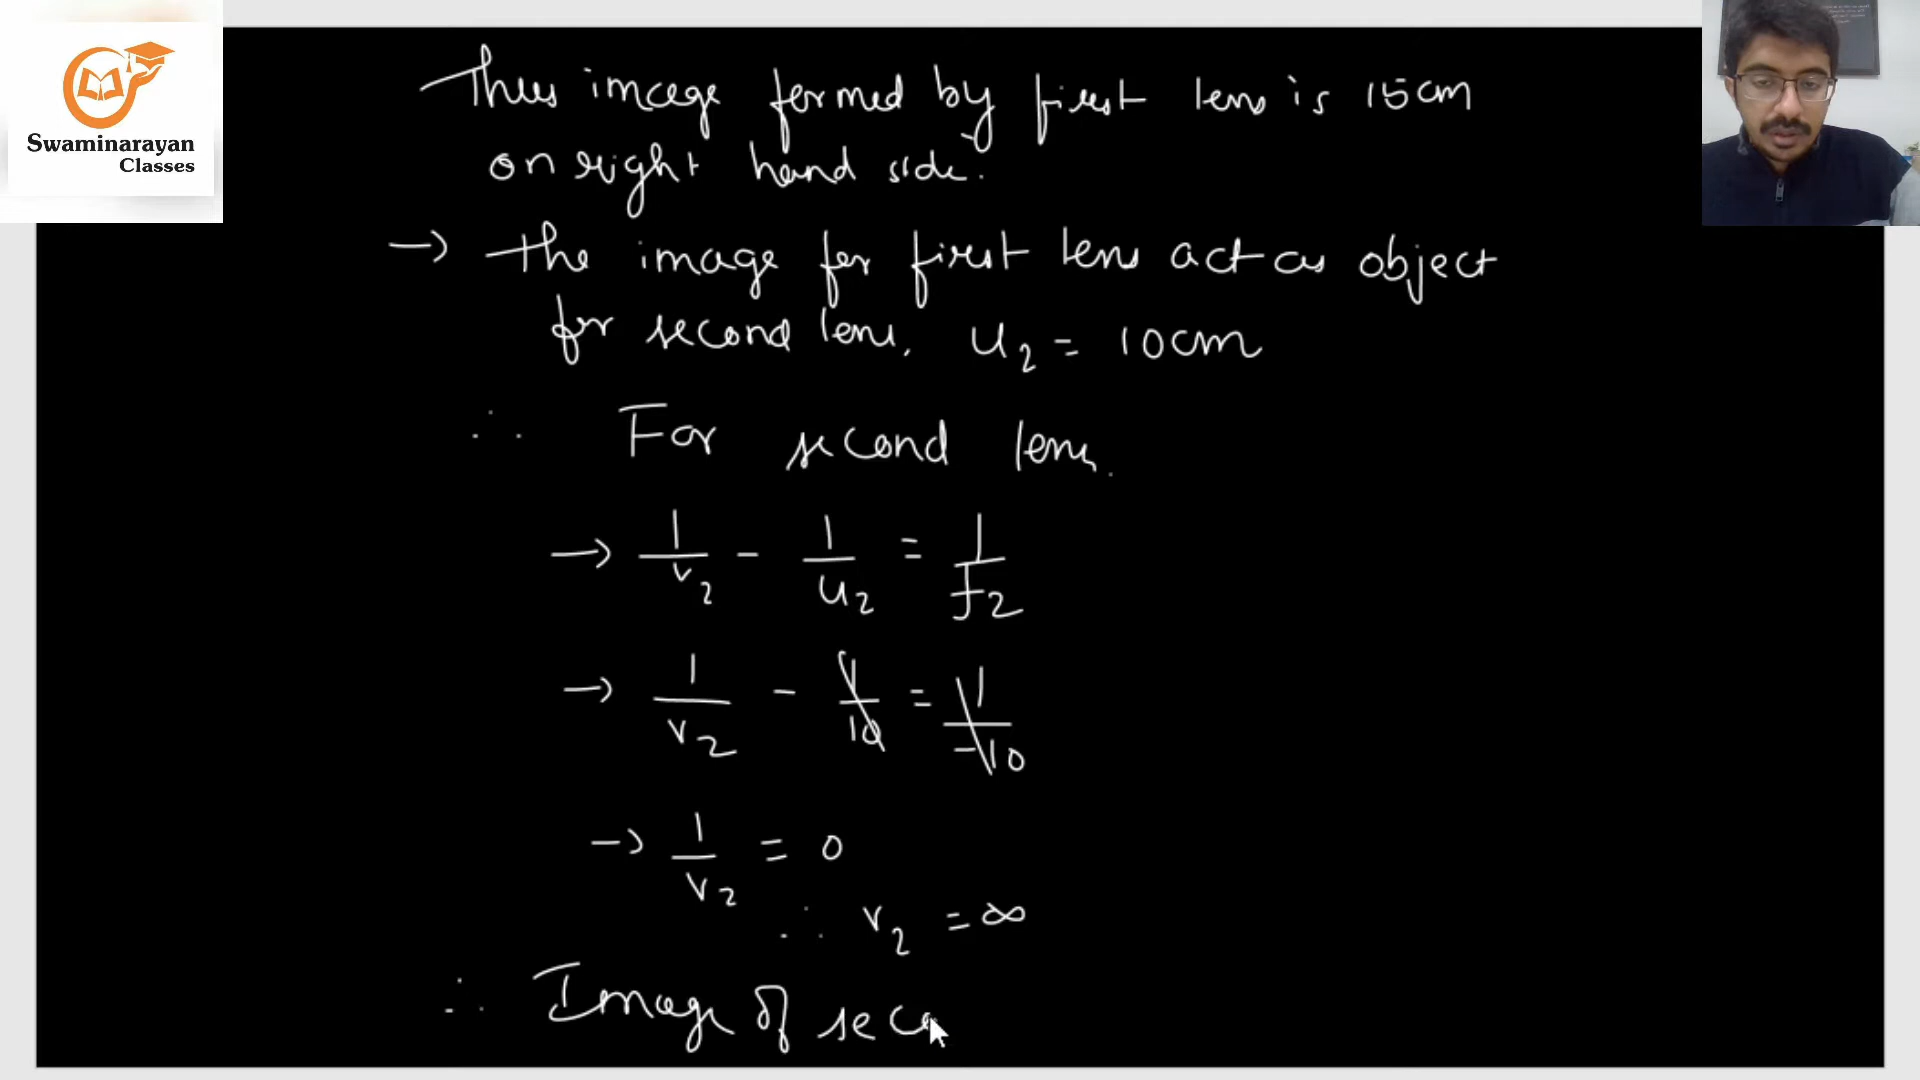 Swaminarayan
Classes
Thus image formed by first lens is 15cm
on right hand side.
→ the image for first lens act as object
for second lens, u₂ = 10cm
∴ For second lens.
→ 1/v₂ - 1/u₂ = 1/f₂
→ 1/v₂ - 1/10 = 1/-10
→ 1/v₂ = 0
∴ v₂ = ∞
∴ Image of seco